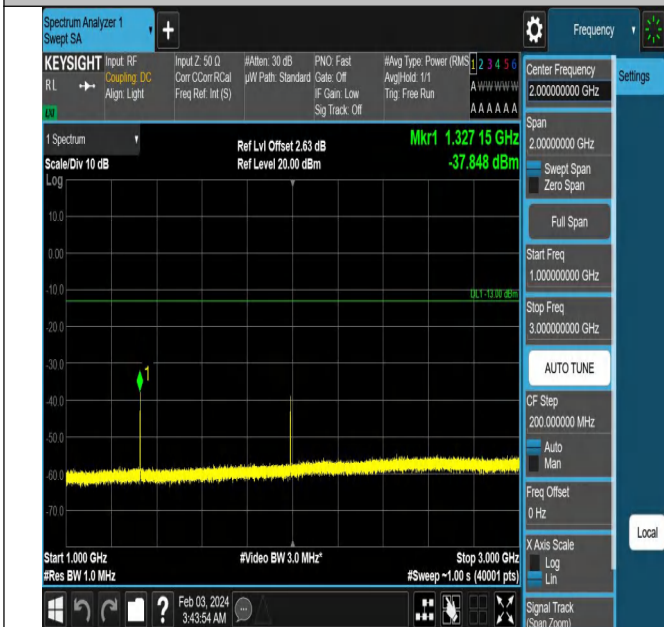 Spectrum Analyzer 1
Swept SA
+
Frequency
KEYSIGHT
RL
Input: RF
Coupling: DC
Align: Light
Input Z: 50 Ω
Corr CCorr RCal
Freq Ref: Int (S)
#Atten: 30 dB
µW Path: Standard
PNO: Fast
Gate: Off
IF Gain: Low
Sig Track: Off
#Avg Type: Power (RMS
Avg|Hold: 1/1
Trig: Free Run
1 2 3 4 5 6
A W W W W W
A A A A A A
1 Spectrum
Scale/Div 10 dB
Ref Lvl Offset 2.63 dB
Ref Level 20.00 dBm
Mkr1 1.327 15 GHz
-37.848 dBm
Log
10.0
0.00
-10.0
DL1 -13.00 dBm
-20.0
-30.0
1
-40.0
-50.0
-60.0
-70.0
Start 1.000 GHz
#Res BW 1.0 MHz
#Video BW 3.0 MHz*
Stop 3.000 GHz
#Sweep ~1.00 s (40001 pts)
Center Frequency
2.000000000 GHz
Settings
Span
2.00000000 GHz
Swept Span
Zero Span
Full Span
Start Freq
1.000000000 GHz
Stop Freq
3.000000000 GHz
AUTO TUNE
CF Step
200.000000 MHz
Auto
Man
Freq Offset
0 Hz
X Axis Scale
Log
Lin
Local
Signal Track
(Span Zoom)
?
Feb 03, 2024
3:43:54 AM